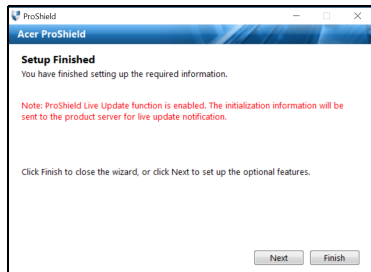 ProShield
Acer ProShield
Setup Finished
You have finished setting up the required information.
Note: ProShield Live Update function is enabled. The initialization information will be
sent to the product server for live update notification.
Click Finish to close the wizard, or click Next to set up the optional features.
Next Finish